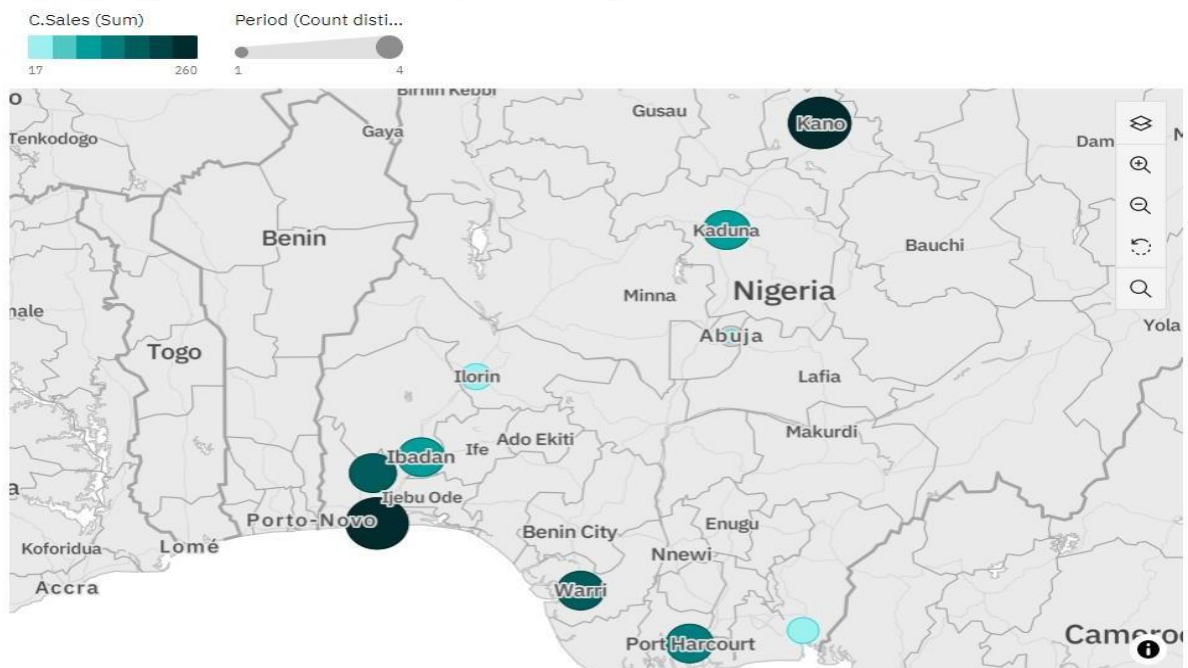 C.Sales (Sum)
Period (Count disti...
17
260
1
4
Birnin Kebbi
o
Gusau
Kano
Gaya
Tenkodogo
Dam
N
Kaduna
Benin
Bauchi
Minna
Nigeria
nale
Yola
Abuja
Togo
Ilorin
Lafia
Makurdi
Ado Ekiti
Ife
Ibadan
a
Ijebu Ode
Porto-Novo
Benin City
Enugu
Koforidua
Lomé
Nnewi
Accra
Warri
Port Harcourt
Cameroo
i